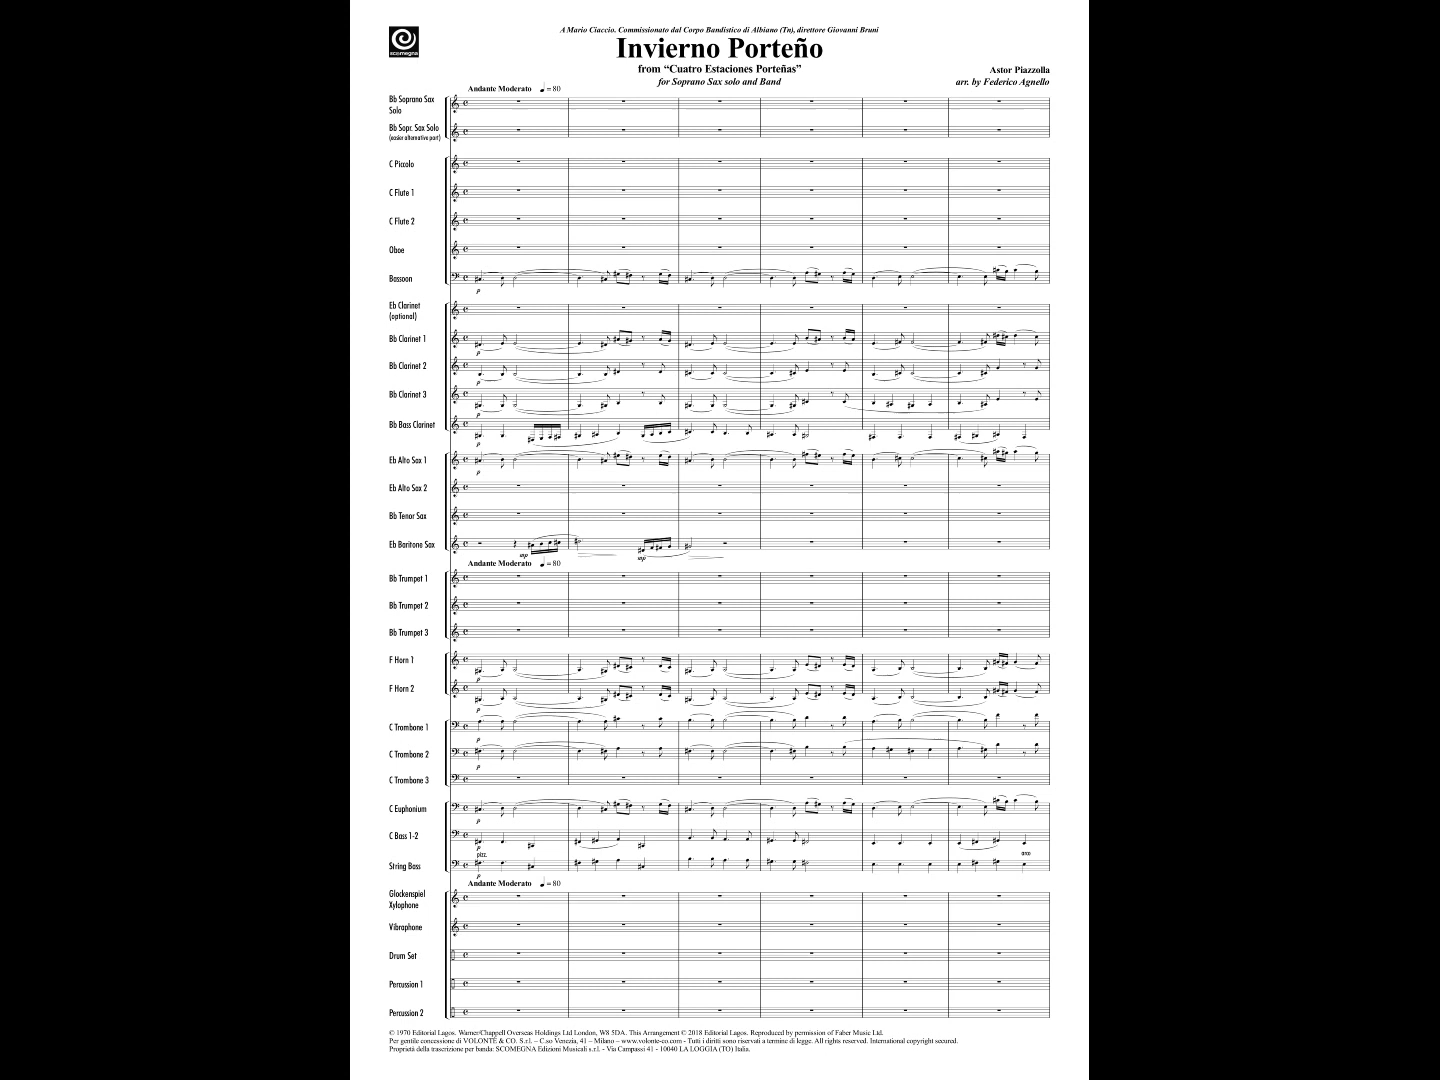 scomegna
A Mario Ciaccio. Commissionato dal Corpo Bandistico di Albiano (Tn), direttore Giovanni Bruni
Invierno Porteño
from “Cuatro Estaciones Porteñas”
for Soprano Sax solo and Band
Astor Piazzolla
arr. by Federico Agnello
Andante Moderato ♩ = 80
Bb Soprano Sax
Solo
Bb Sopr. Sax Solo
(easier alternative part)
C Piccolo
C Flute 1
C Flute 2
Oboe
Bassoon
p
Eb Clarinet
(optional)
Bb Clarinet 1
p
Bb Clarinet 2
p
Bb Clarinet 3
p
Bb Bass Clarinet
p
Eb Alto Sax 1
p
Eb Alto Sax 2
Bb Tenor Sax
Eb Baritone Sax
mp mp
Andante Moderato ♩ = 80
Bb Trumpet 1
Bb Trumpet 2
Bb Trumpet 3
F Horn 1
p
F Horn 2
p
C Trombone 1
p
C Trombone 2
p
C Trombone 3
C Euphonium
p
C Bass 1-2
p
pizz. arco
String Bass
p
Andante Moderato ♩ = 80
Glockenspiel
Xylophone
Vibraphone
Drum Set
Percussion 1
Percussion 2
© 1970 Editorial Lagos. Warner/Chappell Overseas Holdings Ltd London, W8 5DA. This Arrangement © 2018 Editorial Lagos. Reproduced by permission of Faber Music Ltd.
Per gentile concessione di VOLONTÈ & CO. S.r.l. – C.so Venezia, 41 – Milano – www.volonte-co.com - Tutti i diritti sono riservati a termine di legge. All rights reserved. International copyright secured.
Proprietà della trascrizione per banda: SCOMEGNA Edizioni Musicali s.r.l. - Via Campassi 41 - 10040 LA LOGGIA (TO) Italia.